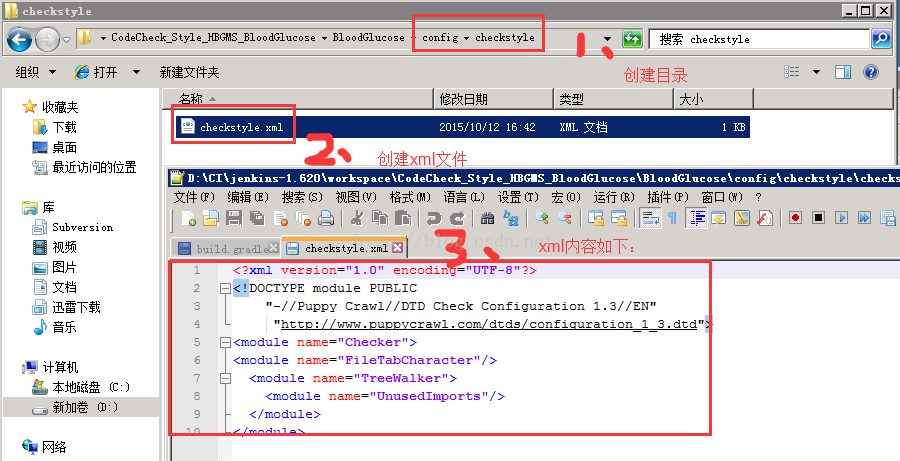 checkstyle
CodeCheck_Style_HBGMS_BloodGlucose BloodGlucose config checkstyle
搜索 checkstyle
1、
创建目录
组织 打开 新建文件夹
名称 修改日期 类型 大小
checkstyle.xml 2015/10/12 16:42 XML 文档 1 KB
2、
创建xml文件
收藏夹
下载
桌面
最近访问的位置
库
Subversion
视频
图片
文档
迅雷下载
音乐
计算机
本地磁盘 (C:)
新加卷 (D:)
网络
D:\CI\jenkins-1.620\workspace\CodeCheck_Style_HBGMS_BloodGlucose\BloodGlucose\config\checkstyle\checks
文件(F) 编辑(E) 搜索(S) 视图(V) 格式(M) 语言(L) 设置(T) 宏(O) 运行(R) 插件(P) 窗口(W) ?
build.gradle checkstyle.xml
3、
xml内容如下:
1 <?xml version="1.0" encoding="UTF-8"?>
2 <!DOCTYPE module PUBLIC
3 "-//Puppy Crawl//DTD Check Configuration 1.3//EN"
4 "http://www.puppycrawl.com/dtds/configuration_1_3.dtd">
5 <module name="Checker">
6 <module name="FileTabCharacter"/>
7 <module name="TreeWalker">
8 <module name="UnusedImports"/>
9 </module>
10 </module>